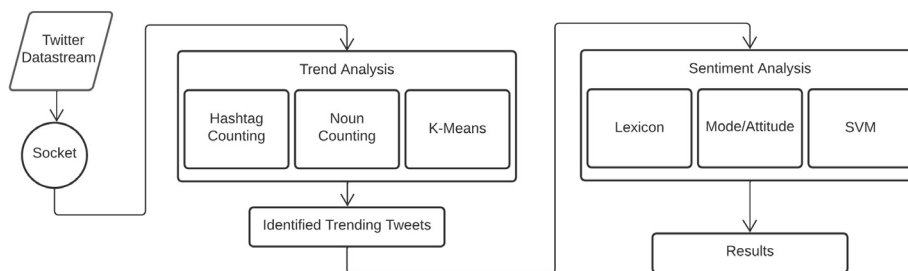 Twitter
Datastream
Socket
Trend Analysis
Hashtag
Counting
Noun
Counting
K-Means
Identified Trending Tweets
Sentiment Analysis
Lexicon
Mode/Attitude
SVM
Results